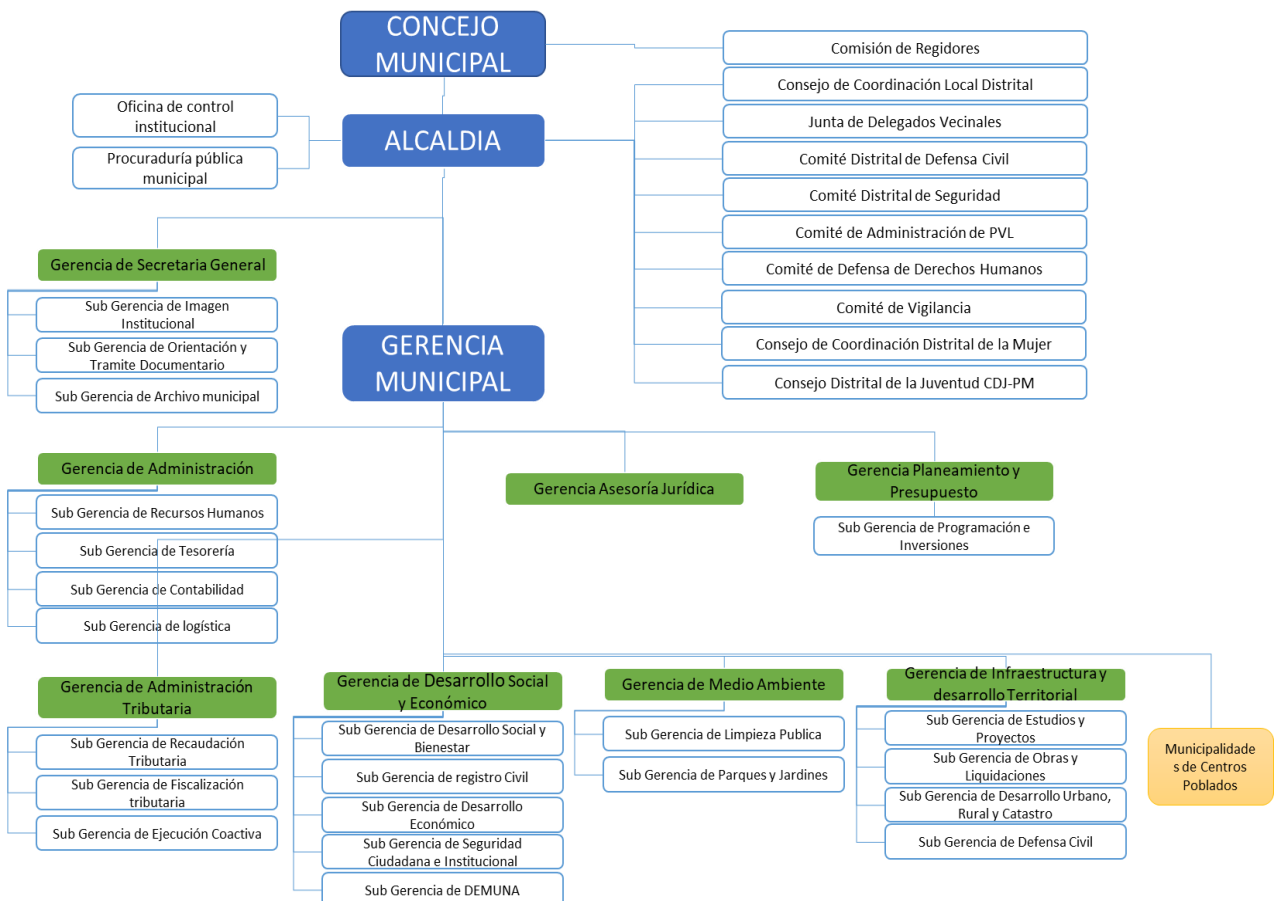 CONCEJO
MUNICIPAL
Comisión de Regidores
Consejo de Coordinación Local Distrital
Oficina de control
institucional
Junta de Delegados Vecinales
ALCALDIA
Procuraduría pública
municipal
Comité Distrital de Defensa Civil
Comité Distrital de Seguridad
Comité de Administración de PVL
Comité de Defensa de Derechos Humanos
Comité de Vigilancia
Consejo de Coordinación Distrital de la Mujer
Consejo Distrital de la Juventud CDJ-PM
Gerencia de Secretaria General
Sub Gerencia de Imagen
Institucional
Sub Gerencia de Orientación y
Tramite Documentario
Sub Gerencia de Archivo municipal
GERENCIA
MUNICIPAL
Gerencia de Administración
Sub Gerencia de Recursos Humanos
Sub Gerencia de Tesorería
Sub Gerencia de Contabilidad
Sub Gerencia de logística
Gerencia Asesoría Jurídica
Gerencia Planeamiento y
Presupuesto
Sub Gerencia de Programación e
Inversiones
Gerencia de Administración
Tributaria
Sub Gerencia de Recaudación
Tributaria
Sub Gerencia de Fiscalización
tributaria
Sub Gerencia de Ejecución Coactiva
Gerencia de Desarrollo Social
y Económico
Sub Gerencia de Desarrollo Social y
Bienestar
Sub Gerencia de registro Civil
Sub Gerencia de Desarrollo
Económico
Sub Gerencia de Seguridad
Ciudadana e Institucional
Sub Gerencia de DEMUNA
Gerencia de Medio Ambiente
Sub Gerencia de Limpieza Publica
Sub Gerencia de Parques y Jardines
Gerencia de Infraestructura y
desarrollo Territorial
Sub Gerencia de Estudios y
Proyectos
Sub Gerencia de Obras y
Liquidaciones
Sub Gerencia de Desarrollo Urbano,
Rural y Catastro
Sub Gerencia de Defensa Civil
Municipalidade
s de Centros
Poblados